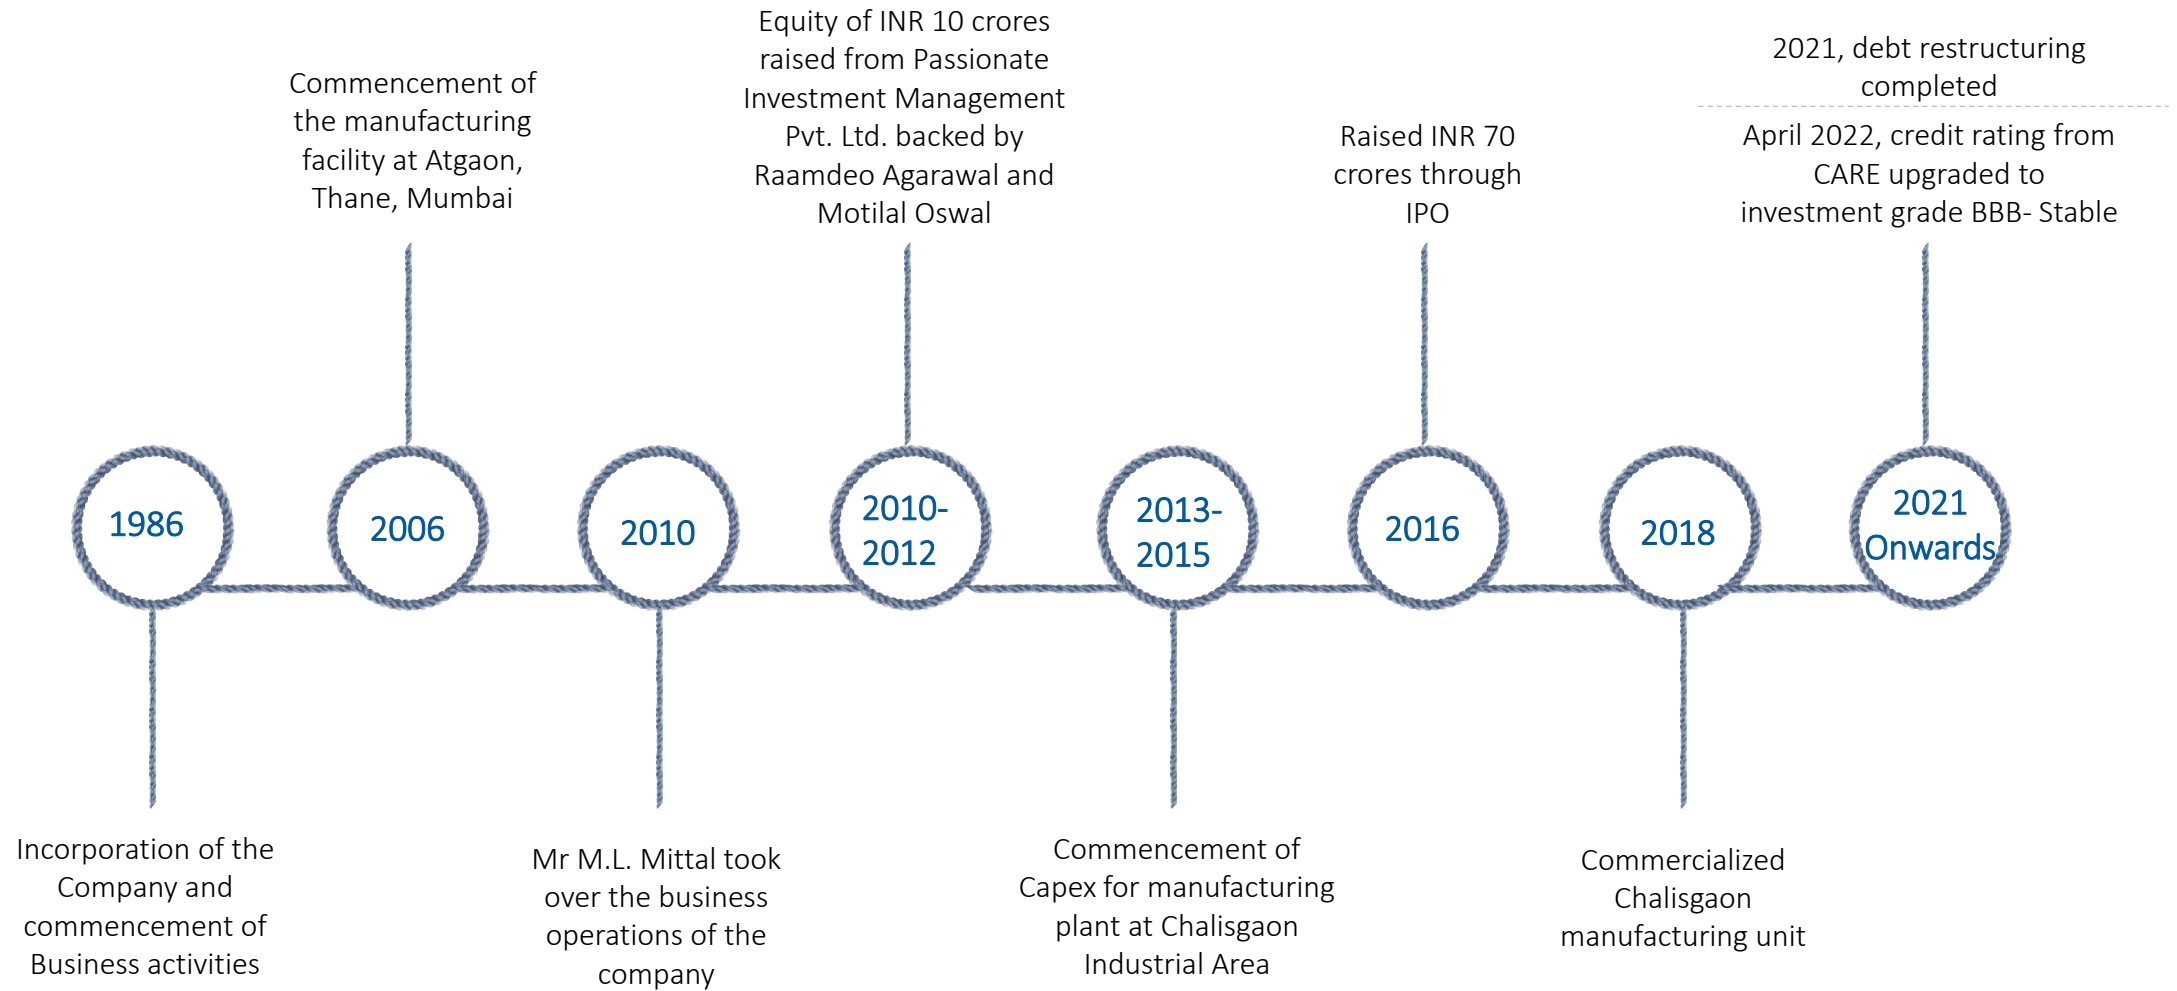 Equity of INR 10 crores
raised from Passionate
Investment Management
Pvt. Ltd. backed by
Raamdeo Agarawal and
Motilal Oswal
Commencement of
the manufacturing
facility at Atgaon,
Thane, Mumbai
Raised INR 70
crores through
IPO
2021, debt restructuring
completed
April 2022, credit rating from
CARE upgraded to
investment grade BBB- Stable
1986
2006
2010
2010-
2012
2013-
2015
2016
2018
2021
Onwards
Incorporation of the
Company and
commencement of
Business activities
Mr M.L. Mittal took
over the business
operations of the
company
Commencement of
Capex for manufacturing
plant at Chalisgaon
Industrial Area
Commercialized
Chalisgaon
manufacturing unit